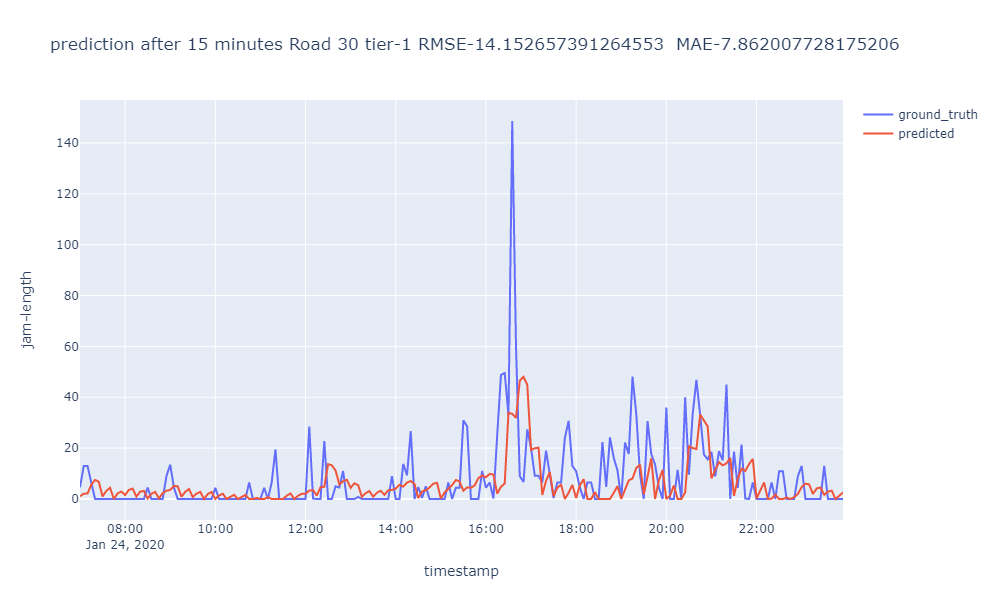 prediction after 15 minutes Road 30 tier-1 RMSE-14.152657391264553  MAE-7.862007728175206
ground_truth
predicted
140
120
100
80
60
40
20
0
jam-length
08:00 10:00 12:00 14:00 16:00 18:00 20:00 22:00
Jan 24, 2020
timestamp